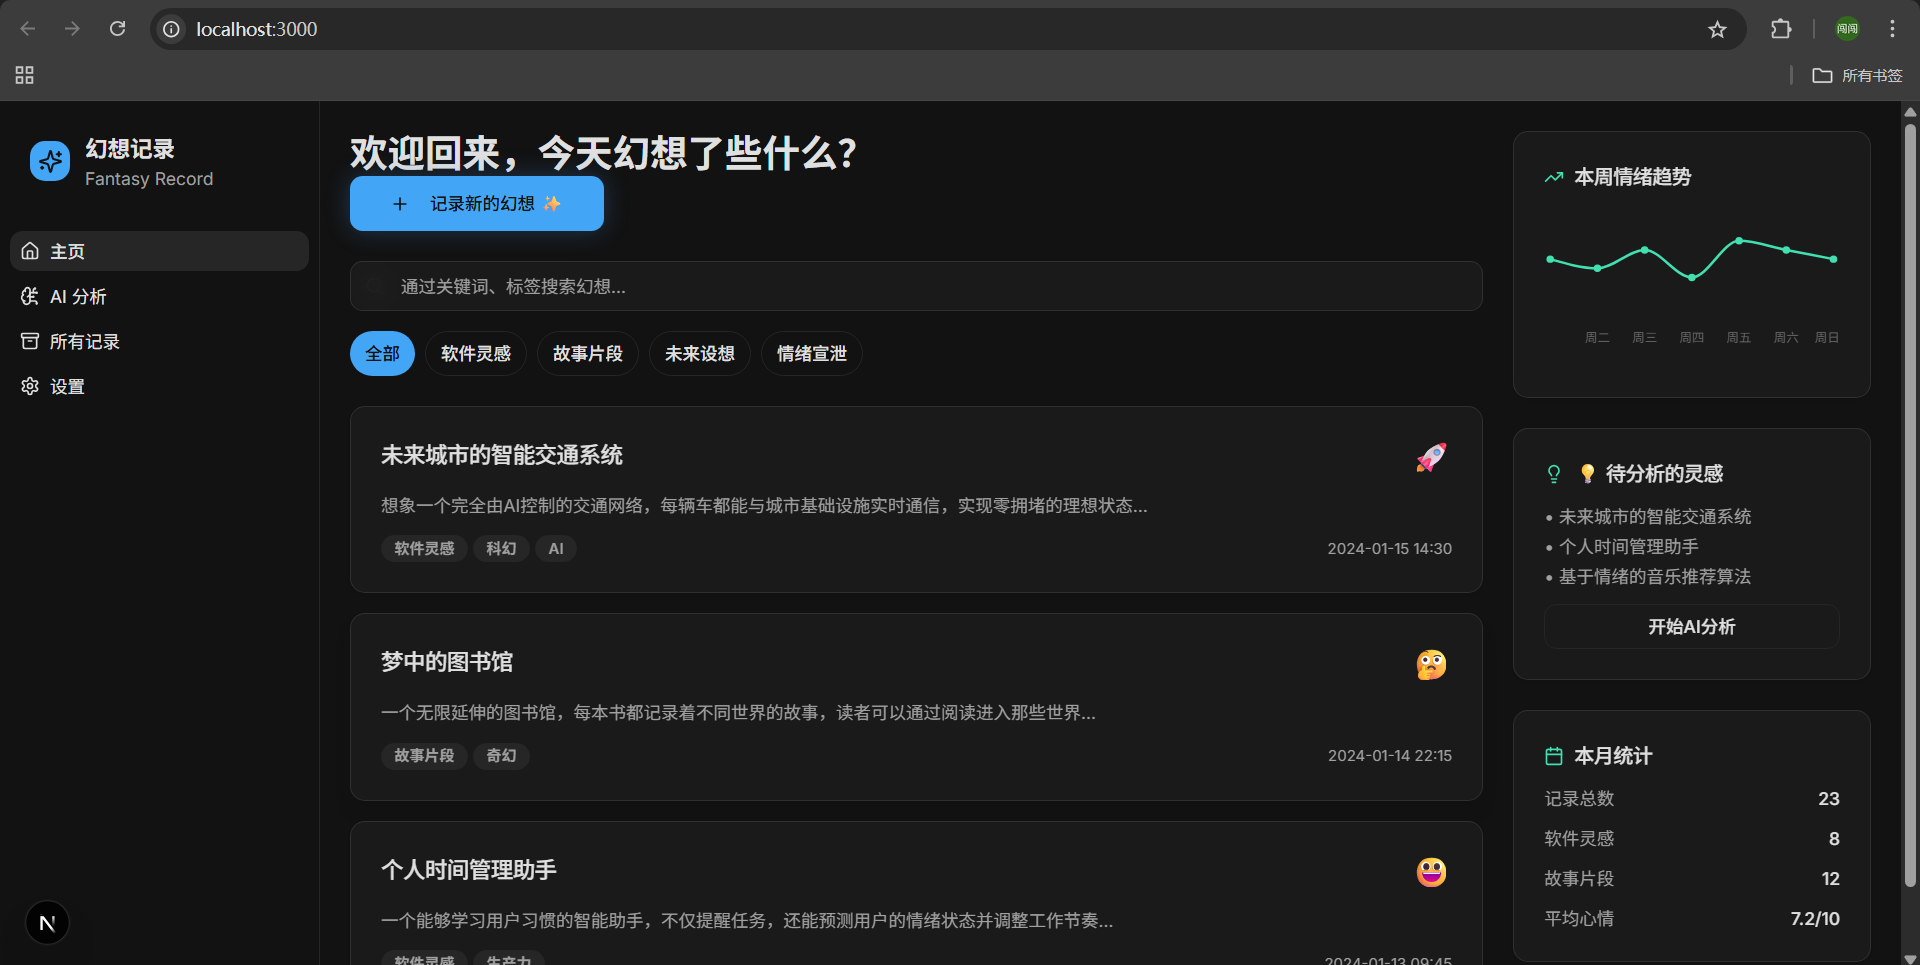 localhost:3000
闯闯
所有书签
幻想记录
Fantasy Record
主页
AI 分析
所有记录
设置
N
欢迎回来，今天幻想了些什么？
+ 记录新的幻想 ✨
通过关键词、标签搜索幻想...
全部 软件灵感 故事片段 未来设想 情绪宣泄
未来城市的智能交通系统
想象一个完全由AI控制的交通网络，每辆车都能与城市基础设施实时通信，实现零拥堵的理想状态...
软件灵感 科幻 AI 2024-01-15 14:30
梦中的图书馆
一个无限延伸的图书馆，每本书都记录着不同世界的故事，读者可以通过阅读进入那些世界...
故事片段 奇幻 2024-01-14 22:15
个人时间管理助手
一个能够学习用户习惯的智能助手，不仅提醒任务，还能预测用户的情绪状态并调整工作节奏...
软件灵感 生产力 2024-01-13 09:45
本周情绪趋势
周二 周三 周四 周五 周六 周日
💡 待分析的灵感
• 未来城市的智能交通系统
• 个人时间管理助手
• 基于情绪的音乐推荐算法
开始AI分析
本月统计
记录总数 23
软件灵感 8
故事片段 12
平均心情 7.2/10